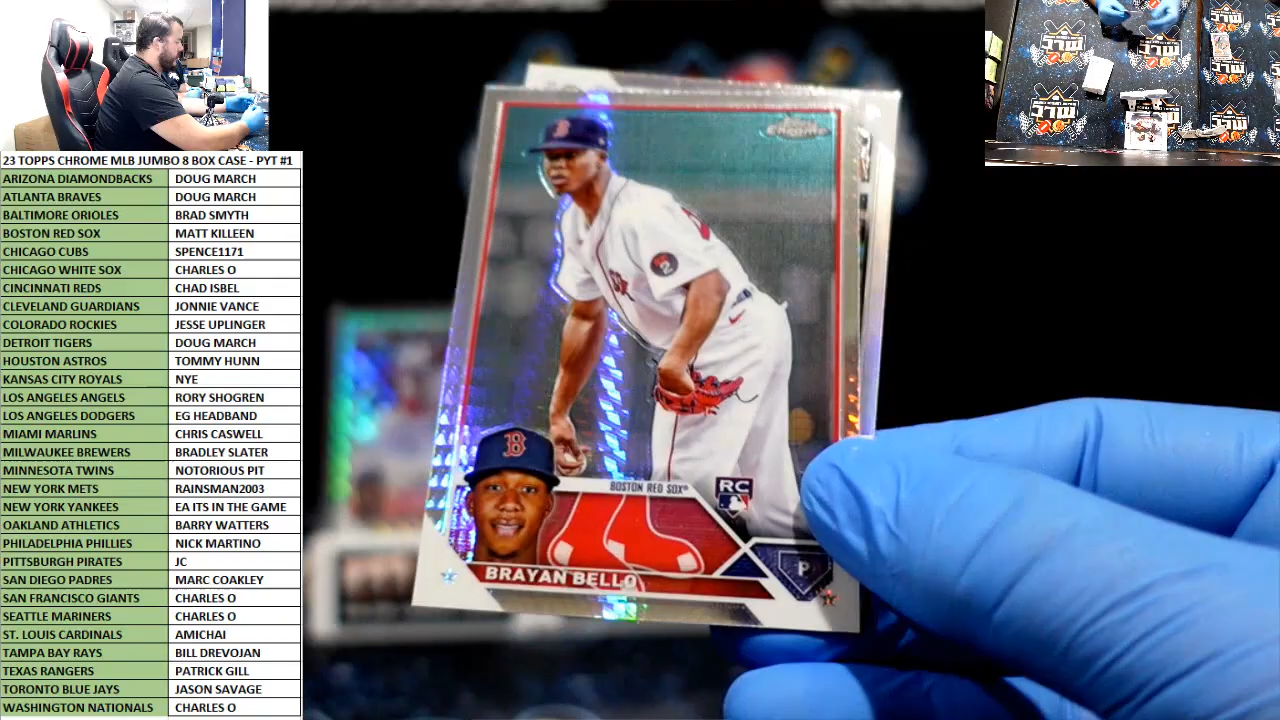 23 TOPPS CHROME MLB JUMBO 8 BOX CASE - PYT #1
ARIZONA DIAMONDBACKS DOUG MARCH
ATLANTA BRAVES DOUG MARCH
BALTIMORE ORIOLES BRAD SMYTH
BOSTON RED SOX MATT KILLEEN
CHICAGO CUBS SPENCE1171
CHICAGO WHITE SOX CHARLES O
CINCINNATI REDS CHAD ISBEL
CLEVELAND GUARDIANS JONNIE VANCE
COLORADO ROCKIES JESSE UPLINGER
DETROIT TIGERS DOUG MARCH
HOUSTON ASTROS TOMMY HUNN
KANSAS CITY ROYALS NYE
LOS ANGELES ANGELS RORY SHOGREN
LOS ANGELES DODGERS EG HEADBAND
MIAMI MARLINS CHRIS CASWELL
MILWAUKEE BREWERS BRADLEY SLATER
MINNESOTA TWINS NOTORIOUS PIT
NEW YORK METS RAINSMAN2003
NEW YORK YANKEES EA ITS IN THE GAME
OAKLAND ATHLETICS BARRY WATTERS
PHILADELPHIA PHILLIES NICK MARTINO
PITTSBURGH PIRATES JC
SAN DIEGO PADRES MARC COAKLEY
SAN FRANCISCO GIANTS CHARLES O
SEATTLE MARINERS CHARLES O
ST. LOUIS CARDINALS AMICHAI
TAMPA BAY RAYS BILL DREVOJAN
TEXAS RANGERS PATRICK GILL
TORONTO BLUE JAYS JASON SAVAGE
WASHINGTON NATIONALS CHARLES O
Topps
Chrome
B
2
B
BOSTON RED SOX®
RC
P
BRAYAN BELLO